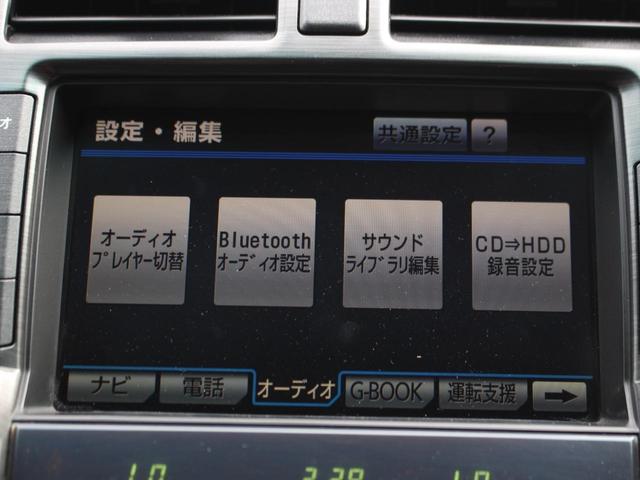 設定・編集
共通設定 ?
オーディオ
プレイヤー切替
Bluetooth
オーディオ設定
サウンド
ライブラリ編集
CD⇒HDD
録音設定
ナビ 電話 オーディオ G-BOOK 運転支援 →
オ